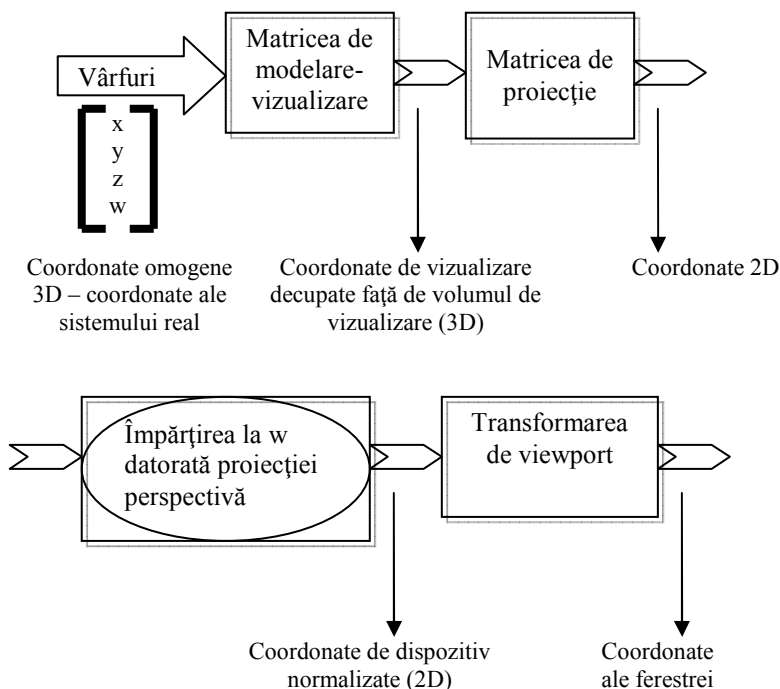 Vârfuri
x
y
z
w
Matricea de
modelare-
vizualizare
Matricea de
proiecţie
Coordonate omogene
3D – coordonate ale
sistemului real
Coordonate de vizualizare
decupate faţă de volumul de
vizualizare (3D)
Coordonate 2D
Împărţirea la w
datorată proiecţiei
perspectivă
Transformarea
de viewport
Coordonate de dispozitiv
normalizate (2D)
Coordonate
ale ferestrei